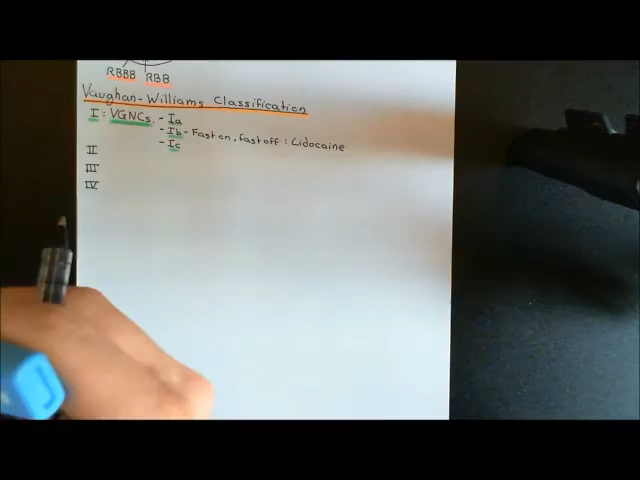 RBBB RBB
Vaughan-Williams Classification
I : VGNCs - Ia
- Ib - Fast on, fast off : Lidocaine
- Ic
II
III
IV